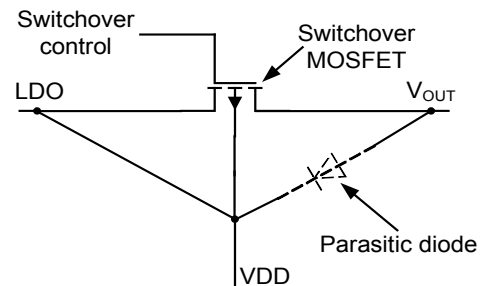 Switchover
control
Switchover
MOSFET
LDO
VOUT
Parasitic diode
VDD